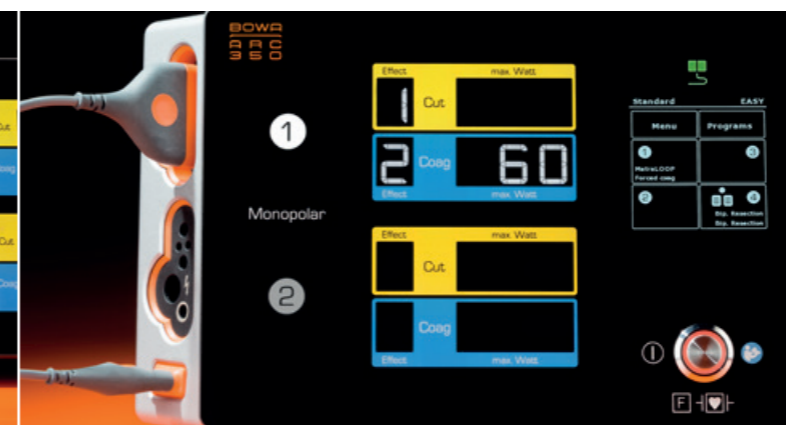 BOWA
ARC
350
Cut
Coag
Cut
Coag
Effect max. Watt
1 Cut
2 Coag 60
Effect max. Watt
1
Monopolar
Effect max. Watt
Cut
Coag
Effect max. Watt
2
Standard EASY
Menu Programs
1 3
MetraLOOP
Forced coag
2 4
Bip. Resection
Bip. Resection
F